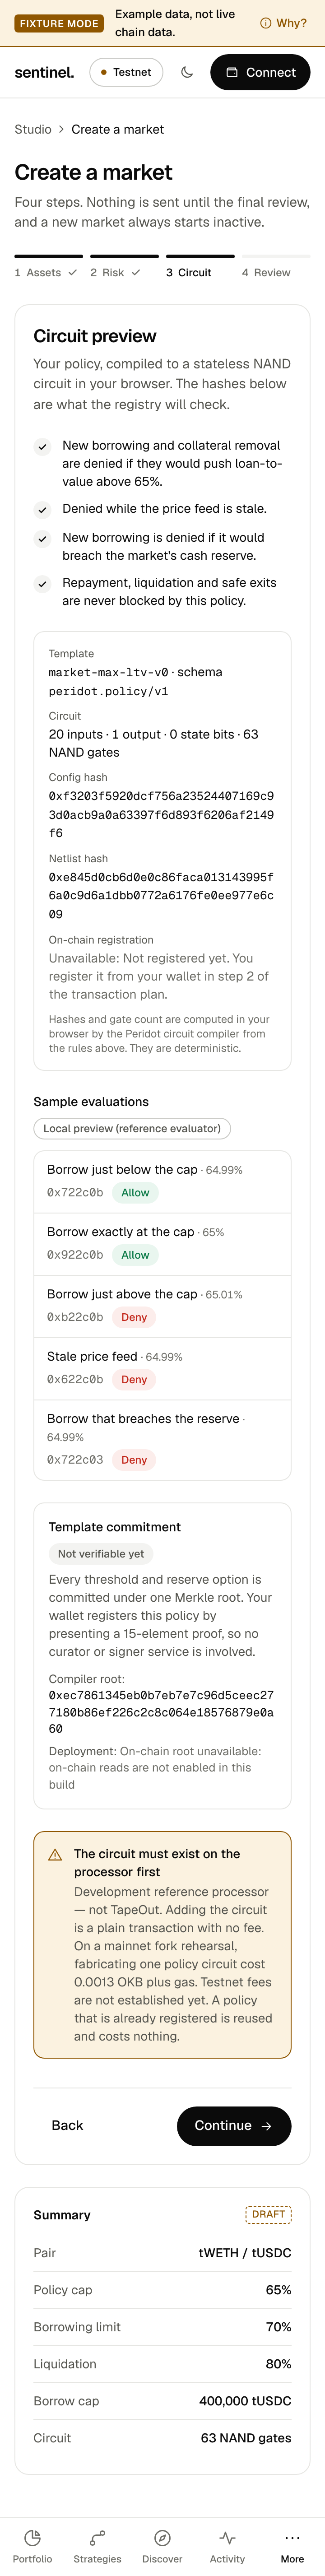 FIXTURE MODE
Example data, not live
chain data.
Why?
sentinel.
Testnet
Connect
Studio > Create a market
Create a market
Four steps. Nothing is sent until the final review,
and a new market always starts inactive.
1 Assets ✓ 2 Risk ✓ 3 Circuit 4 Review
Circuit preview
Your policy, compiled to a stateless NAND
circuit in your browser. The hashes below
are what the registry will check.
New borrowing and collateral removal
are denied if they would push loan-to-
value above 65%.
Denied while the price feed is stale.
New borrowing is denied if it would
breach the market's cash reserve.
Repayment, liquidation and safe exits
are never blocked by this policy.
Template
market-max-ltv-v0 · schema
peridot.policy/v1
Circuit
20 inputs · 1 output · 0 state bits · 63
NAND gates
Config hash
0xf3203f5920dcf756a23524407169c9
3d0acb9a0a63397f6d893f6206af2149
f6
Netlist hash
0xe845d0cb6d0e0c86faca013143995f
6a0c9d6a1dbb0772a6176fe0ee977e6c
09
On-chain registration
Unavailable: Not registered yet. You
register it from your wallet in step 2 of
the transaction plan.
Hashes and gate count are computed in your
browser by the Peridot circuit compiler from
the rules above. They are deterministic.
Sample evaluations
Local preview (reference evaluator)
Borrow just below the cap · 64.99%
0x722c0b Allow
Borrow exactly at the cap · 65%
0x922c0b Allow
Borrow just above the cap · 65.01%
0xb22c0b Deny
Stale price feed · 64.99%
0x622c0b Deny
Borrow that breaches the reserve ·
64.99%
0x722c03 Deny
Template commitment
Not verifiable yet
Every threshold and reserve option is
committed under one Merkle root. Your
wallet registers this policy by
presenting a 15-element proof, so no
curator or signer service is involved.
Compiler root:
0xec7861345eb0b7eb7e7c96d5ceec27
7180b86ef226c2c8c064e18576879e0a
60
Deployment: On-chain root unavailable:
on-chain reads are not enabled in this
build
The circuit must exist on the
processor first
Development reference processor
— not TapeOut. Adding the circuit
is a plain transaction with no fee.
On a mainnet fork rehearsal,
fabricating one policy circuit cost
0.0013 OKB plus gas. Testnet fees
are not established yet. A policy
that is already registered is reused
and costs nothing.
Back
Continue →
Summary
DRAFT
Pair tWETH / tUSDC
Policy cap 65%
Borrowing limit 70%
Liquidation 80%
Borrow cap 400,000 tUSDC
Circuit 63 NAND gates
Portfolio Strategies Discover Activity More